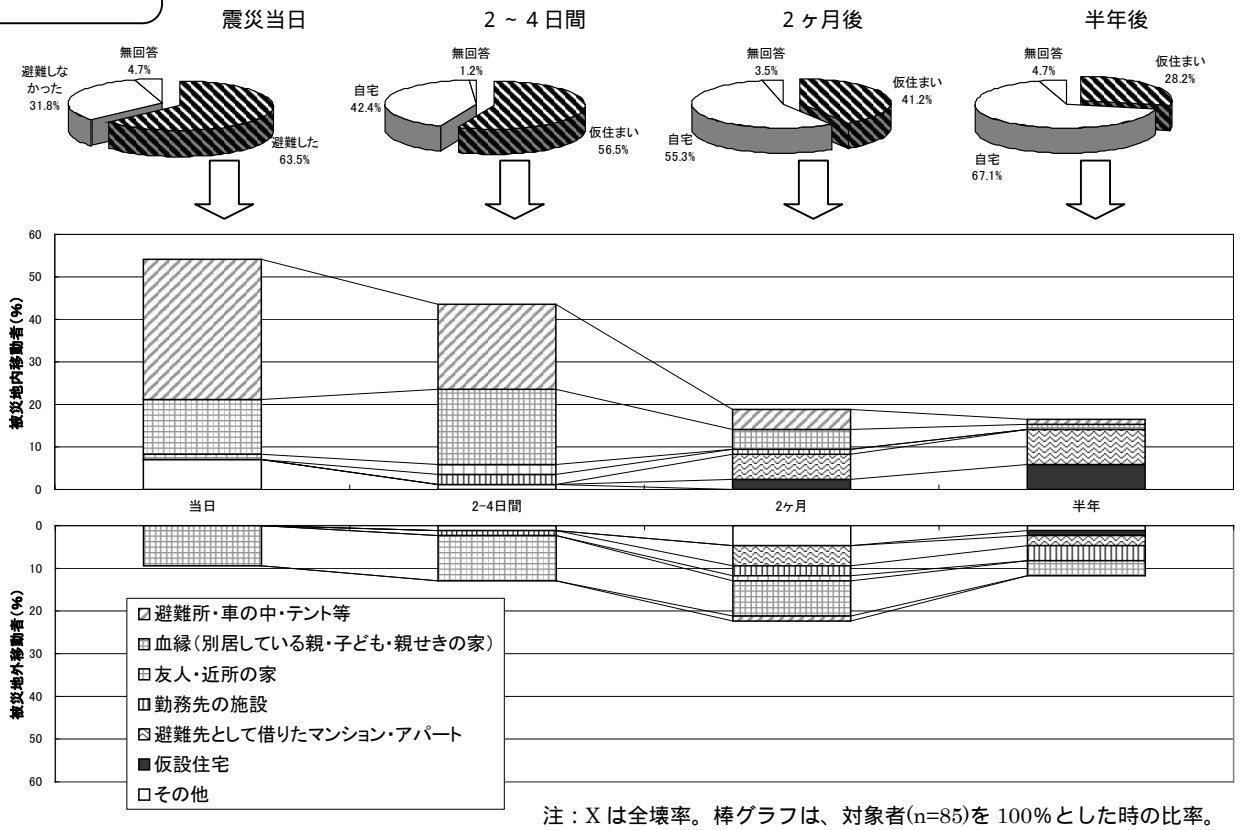 震災当日
2～4日間
2ヶ月後
半年後
無回答
4.7%
避難しな
かった
31.8%
避難した
63.5%
無回答
1.2%
自宅
42.4%
仮住まい
56.5%
無回答
3.5%
仮住まい
41.2%
自宅
55.3%
無回答
4.7%
仮住まい
28.2%
自宅
67.1%
被災地内移動者(%)
60
50
40
30
20
10
0
当日
2-4日間
2ヶ月
半年
被災地外移動者(%)
0
10
20
30
40
50
60
避難所・車の中・テント等
血縁(別居している親・子ども・親せきの家)
友人・近所の家
勤務先の施設
避難先として借りたマンション・アパート
仮設住宅
その他
注：X は全壊率。棒グラフは、対象者(n=85)を 100%とした時の比率。